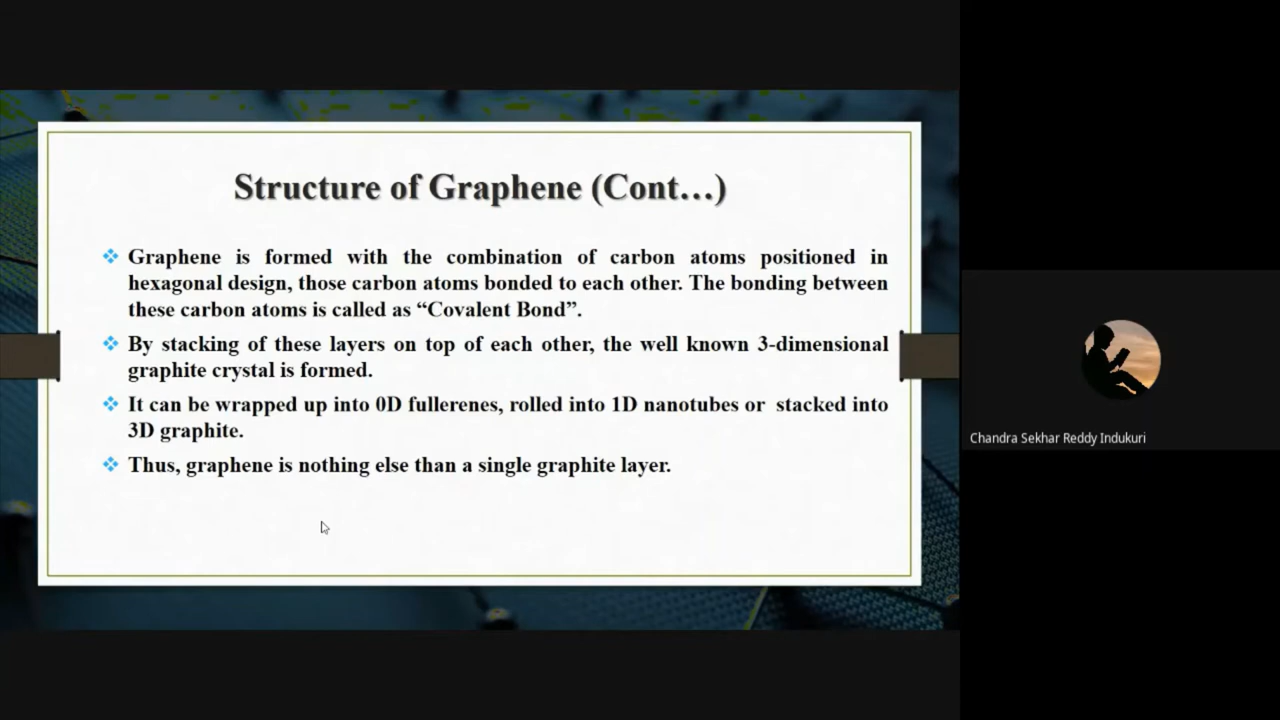 Structure of Graphene (Cont…)
Graphene is formed with the combination of carbon atoms positioned in
hexagonal design, those carbon atoms bonded to each other. The bonding between
these carbon atoms is called as “Covalent Bond”.
By stacking of these layers on top of each other, the well known 3-dimensional
graphite crystal is formed.
It can be wrapped up into 0D fullerenes, rolled into 1D nanotubes or stacked into
3D graphite.
Thus, graphene is nothing else than a single graphite layer.
Chandra Sekhar Reddy Indukuri